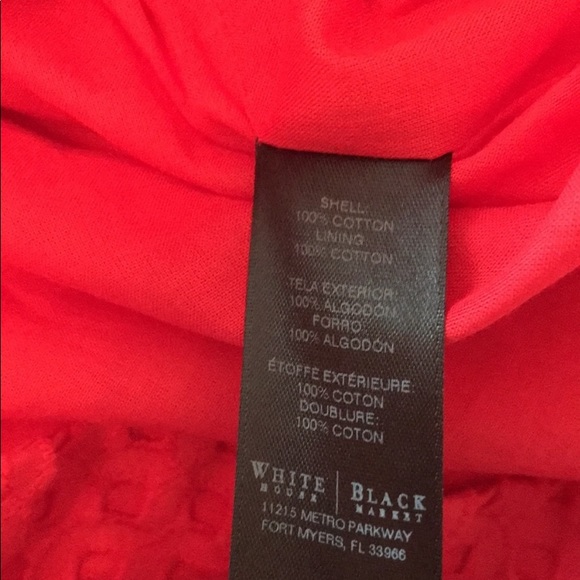 SHELL:
100% COTTON
LINING
100% COTTON
TELA EXTERIOR:
100% ALGODÓN
FORRO:
100% ALGODÓN
ÉTOFFE EXTÉRIEURE:
100% COTON
DOUBLURE:
100% COTON
WHITE | BLACK
HOUSE MARKET
11215 METRO PARKWAY
FORT MYERS, FL 33966